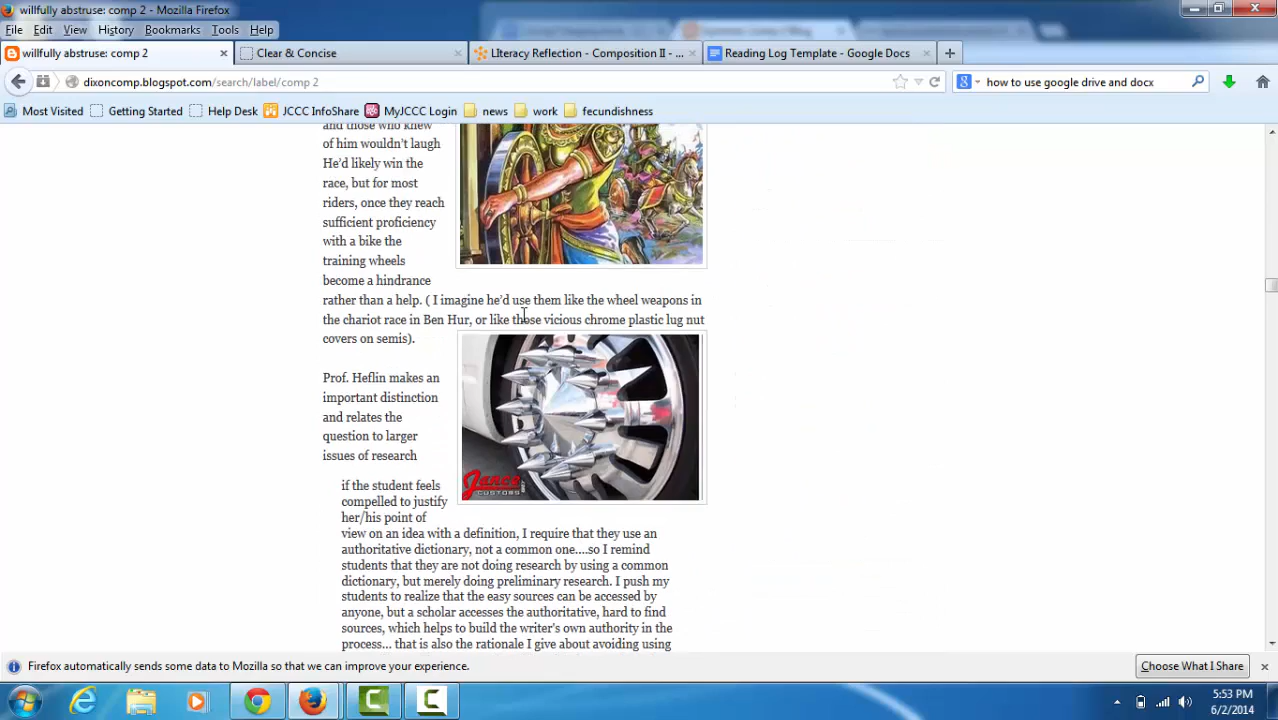 willfully abstruse: comp 2 - Mozilla Firefox
File Edit View History Bookmarks Tools Help
willfully abstruse: comp 2 × Clear & Concise × LIteracy Reflection - Composition II - ... × Reading Log Template - Google Docs ×
dixoncomp.blogspot.com/search/label/comp 2 how to use google drive and docx
Most Visited Getting Started Help Desk JCCC InfoShare MyJCCC Login news work fecundishness
and those who knew
of him wouldn't laugh
He'd likely win the
race, but for most
riders, once they reach
sufficient proficiency
with a bike the
training wheels
become a hindrance
rather than a help. ( I imagine he'd use them like the wheel weapons in
the chariot race in Ben Hur, or like those vicious chrome plastic lug nut
covers on semis).
Prof. Heflin makes an
important distinction
and relates the
question to larger
issues of research
Janco
CUSTOMS
if the student feels
compelled to justify
her/his point of
view on an idea with a definition, I require that they use an
authoritative dictionary, not a common one....so I remind
students that they are not doing research by using a common
dictionary, but merely doing preliminary research. I push my
students to realize that the easy sources can be accessed by
anyone, but a scholar accesses the authoritative, hard to find
sources, which helps to build the writer's own authority in the
process... that is also the rationale I give about avoiding using
Firefox automatically sends some data to Mozilla so that we can improve your experience. Choose What I Share ×
5:53 PM
6/2/2014